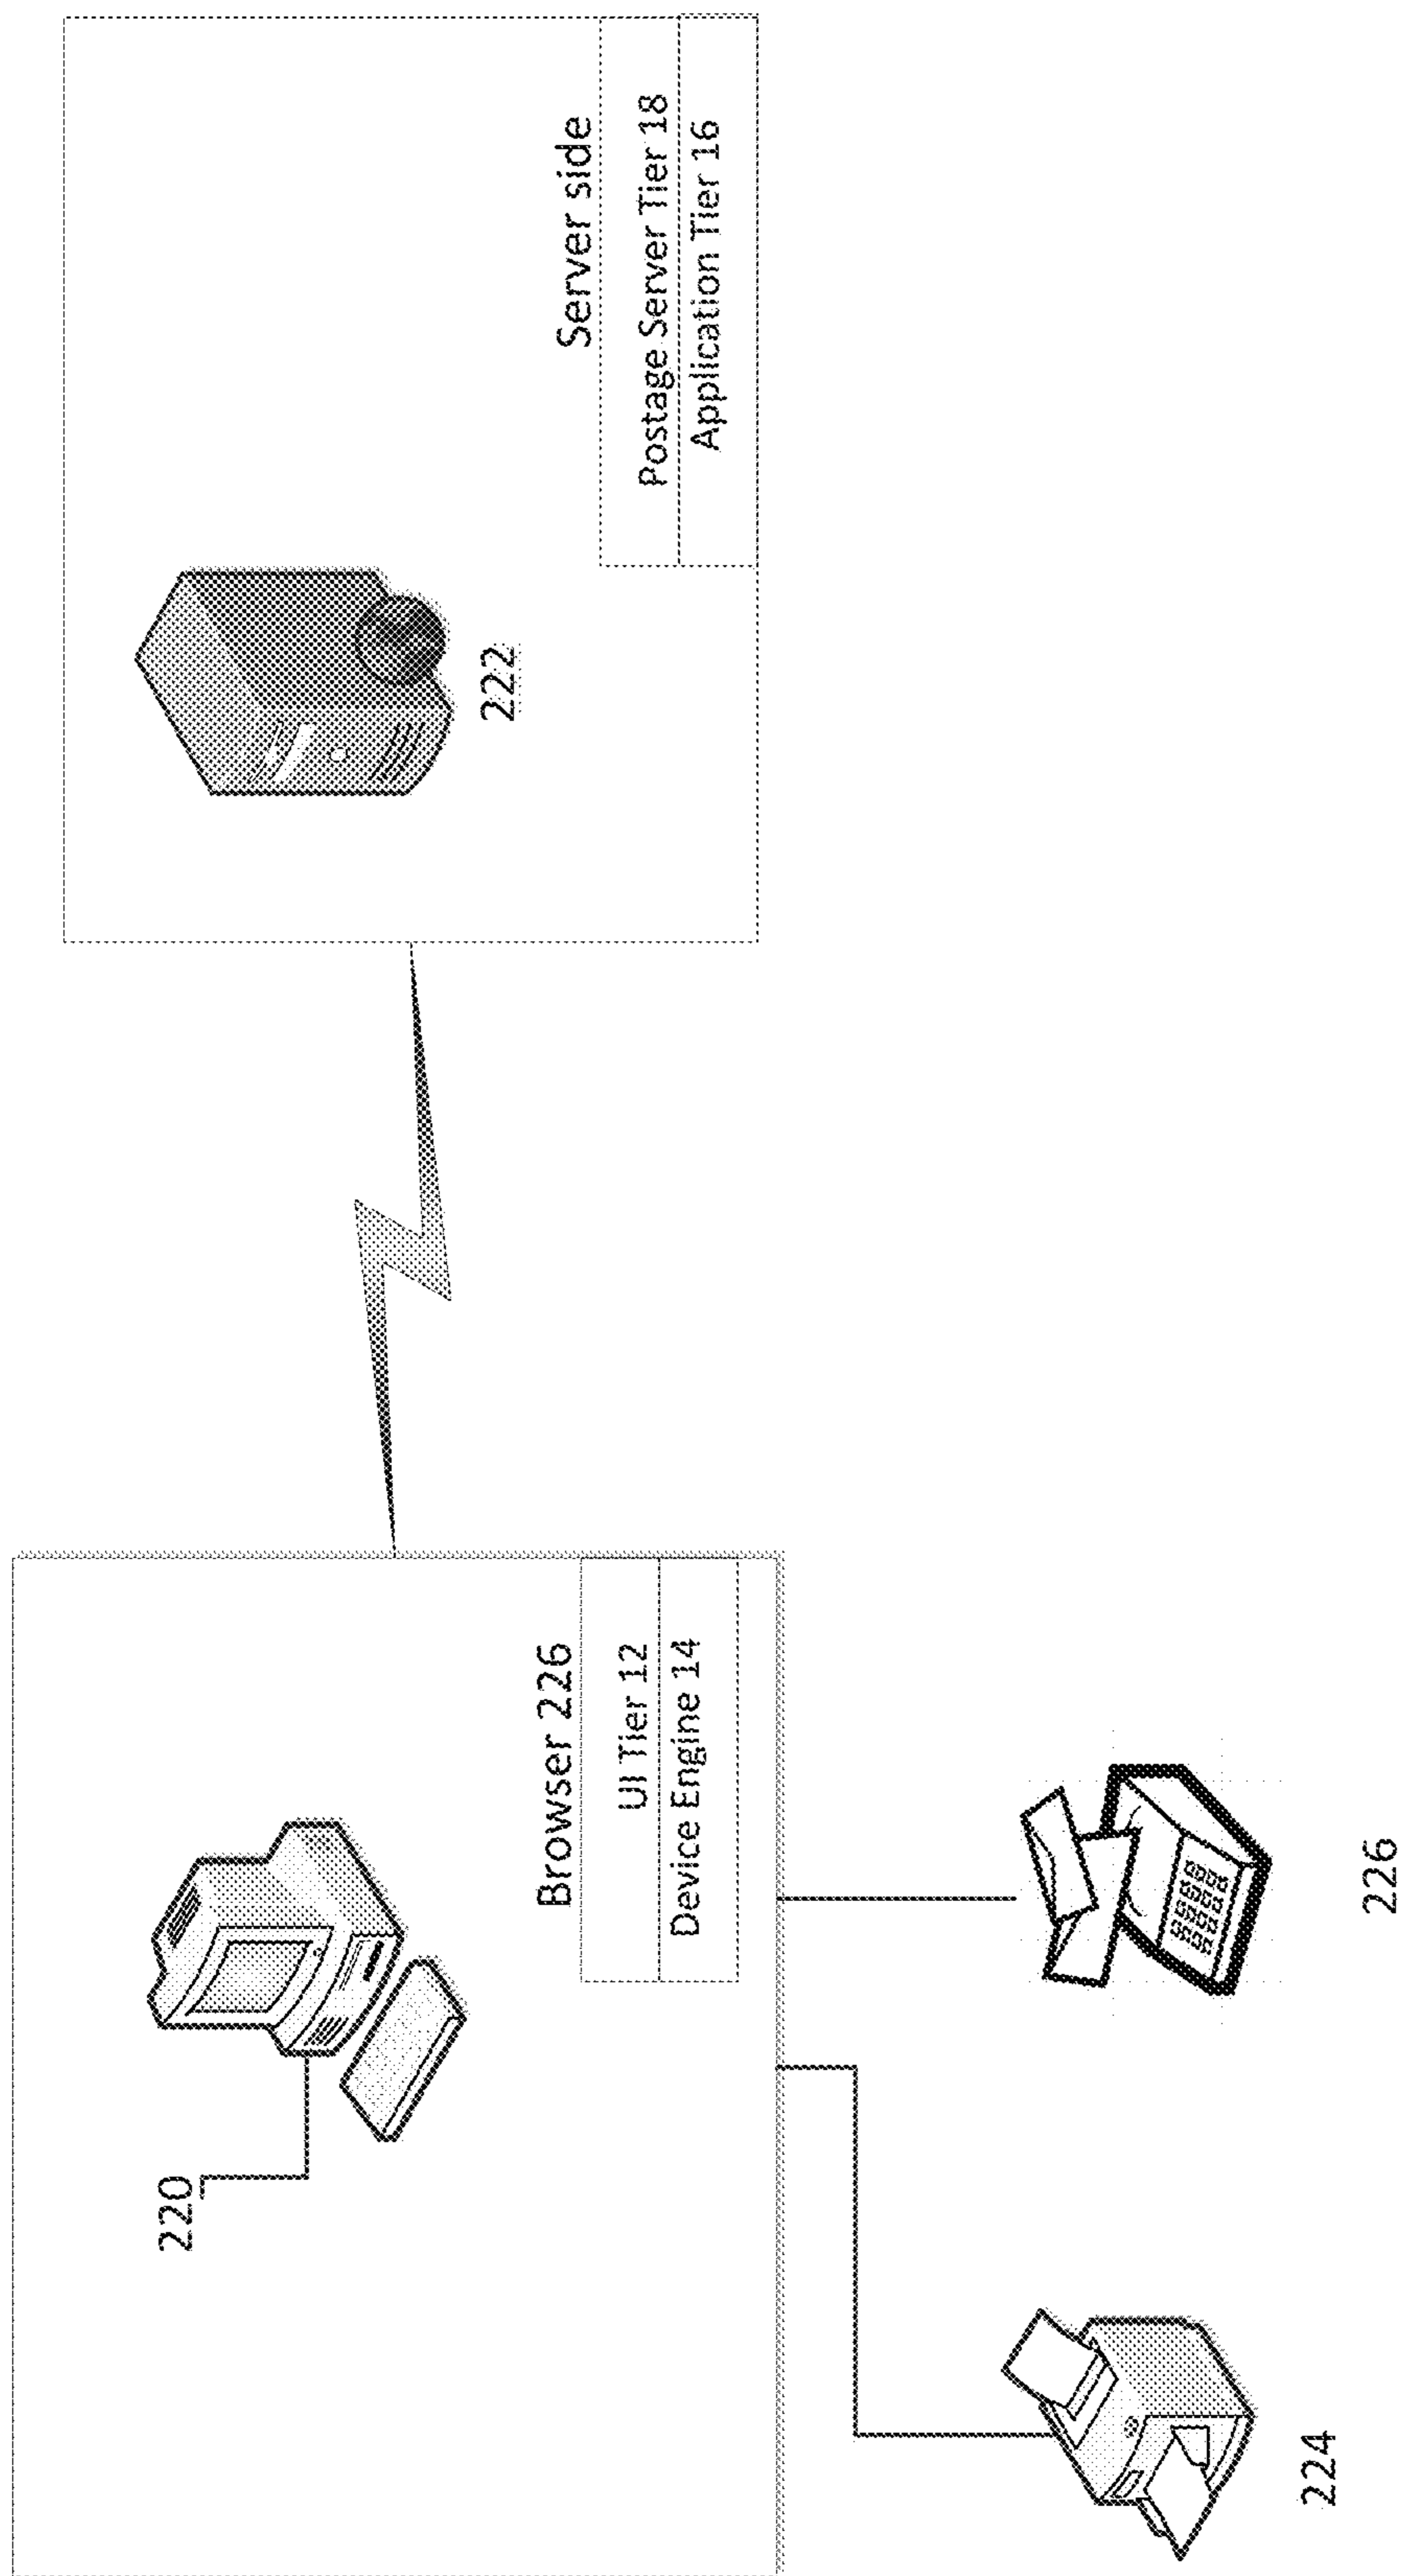 220
Browser 226
UI Tier 12
Device Engine 14
222
Server side
Postage Server Tier 18
Application Tier 16
224
226